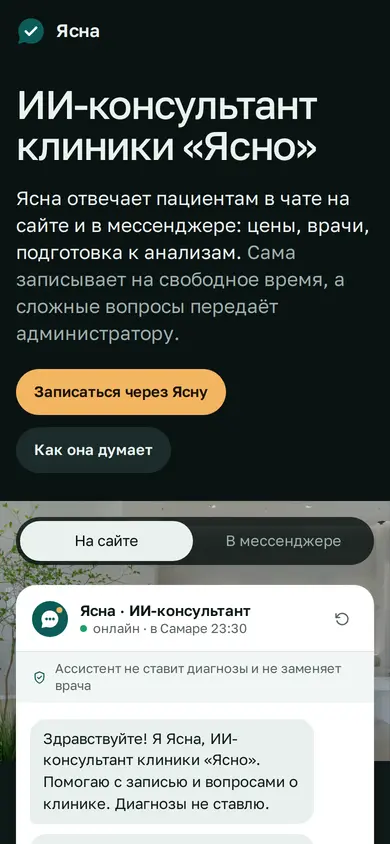 Ясна
ИИ-консультант
клиники «Ясно»
Ясна отвечает пациентам в чате на
сайте и в мессенджере: цены, врачи,
подготовка к анализам. Сама
записывает на свободное время, а
сложные вопросы передаёт
администратору.
Записаться через Ясну
Как она думает
На сайте
В мессенджере
Ясна · ИИ-консультант
онлайн · в Самаре 23:30
Ассистент не ставит диагнозы и не заменяет
врача
Здравствуйте! Я Ясна, ИИ-
консультант клиники «Ясно».
Помогаю с записью и вопросами о
клинике. Диагнозы не ставлю.